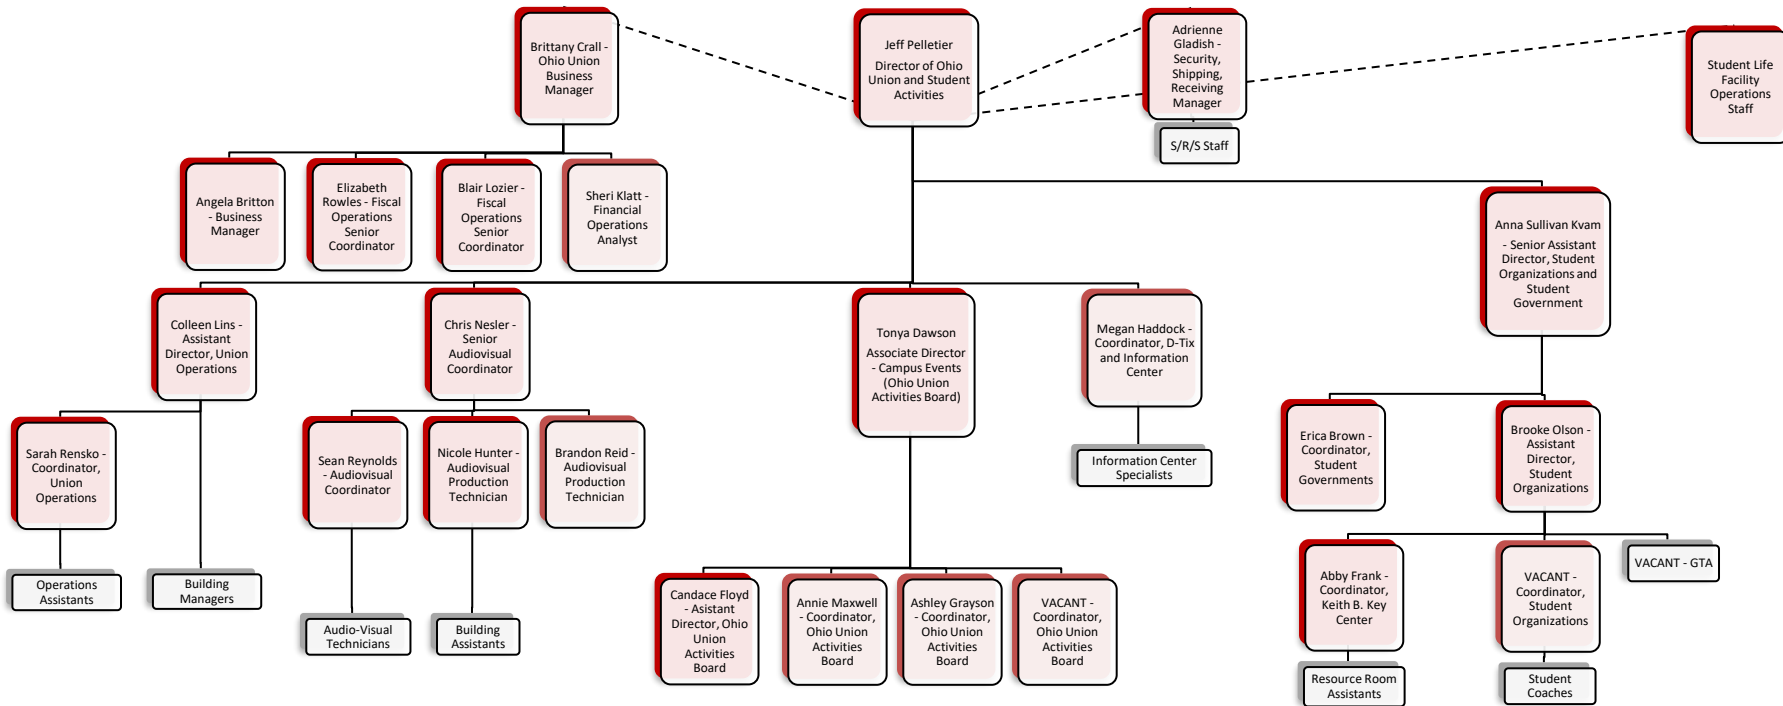 Brittany Crall -
Ohio Union
Business
Manager
Jeff Pelletier
Director of Ohio
Union and Student
Activities
Adrienne
Gladish -
Security,
Shipping,
Receiving
Manager
Student Life
Facility
Operations
Staff
S/R/S Staff
Angela Britton
- Business
Manager
Elizabeth
Rowles - Fiscal
Operations
Senior
Coordinator
Blair Lozier -
Fiscal
Operations
Senior
Coordinator
Sheri Klatt -
Financial
Operations
Analyst
Anna Sullivan Kvam
- Senior Assistant
Director, Student
Organizations and
Student
Government
Colleen Lins -
Assistant
Director, Union
Operations
Chris Nesler -
Senior
Audiovisual
Coordinator
Tonya Dawson
Associate Director
- Campus Events
(Ohio Union
Activities Board)
Megan Haddock -
Coordinator, D-Tix
and Information
Center
Sarah Rensko -
Coordinator,
Union
Operations
Sean Reynolds
- Audiovisual
Coordinator
Nicole Hunter -
Audiovisual
Production
Technician
Brandon Reid -
Audiovisual
Production
Technician
Information Center
Specialists
Erica Brown -
Coordinator,
Student
Governments
Brooke Olson -
Assistant
Director,
Student
Organizations
Operations
Assistants
Building
Managers
Audio-Visual
Technicians
Building
Assistants
Candace Floyd
- Asistant
Director, Ohio
Union
Activities
Board
Annie Maxwell
- Coordinator,
Ohio Union
Activities
Board
Ashley Grayson
- Coordinator,
Ohio Union
Activities
Board
VACANT -
Coordinator,
Ohio Union
Activities
Board
Abby Frank -
Coordinator,
Keith B. Key
Center
VACANT -
Coordinator,
Student
Organizations
VACANT - GTA
Resource Room
Assistants
Student
Coaches